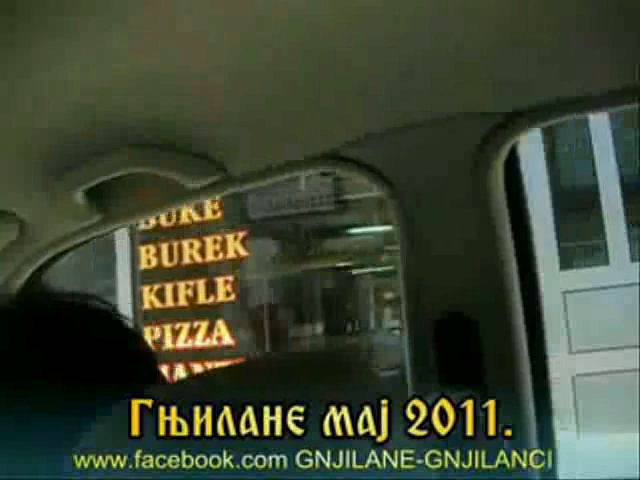 BUKE
BUREK
KIFLE
PIZZA
Гњилане мај 2011.
www.facebook.com GNJILANE-GNJILANCI